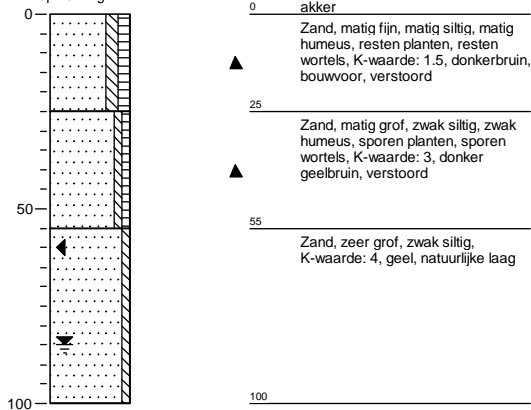 0
0
akker
Zand, matig fijn, matig siltig, matig
humeus, resten planten, resten
wortels, K-waarde: 1.5, donkerbruin,
bouwvoor, verstoord
25
Zand, matig grof, zwak siltig, zwak
humeus, sporen planten, sporen
wortels, K-waarde: 3, donker
geelbruin, verstoord
50
55
Zand, zeer grof, zwak siltig,
K-waarde: 4, geel, natuurlijke laag
100
100